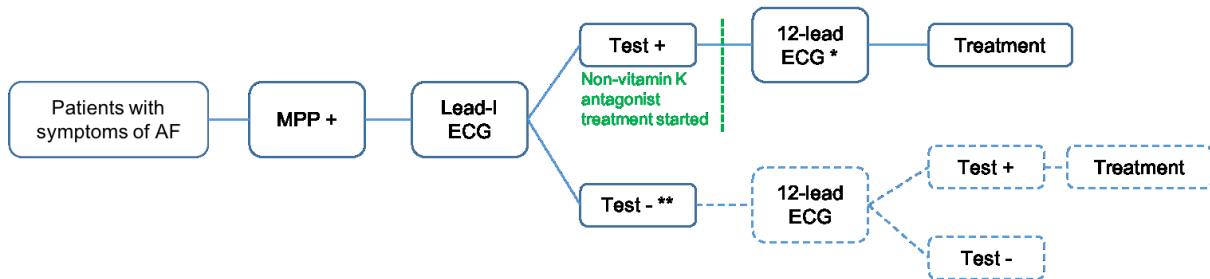 Patients with
symptoms of AF
MPP +
Lead-I
ECG
Test +
Non-vitamin K
antagonist
treatment started
12-lead
ECG *
Treatment
Test - **
12-lead
ECG
Test +
Treatment
Test -